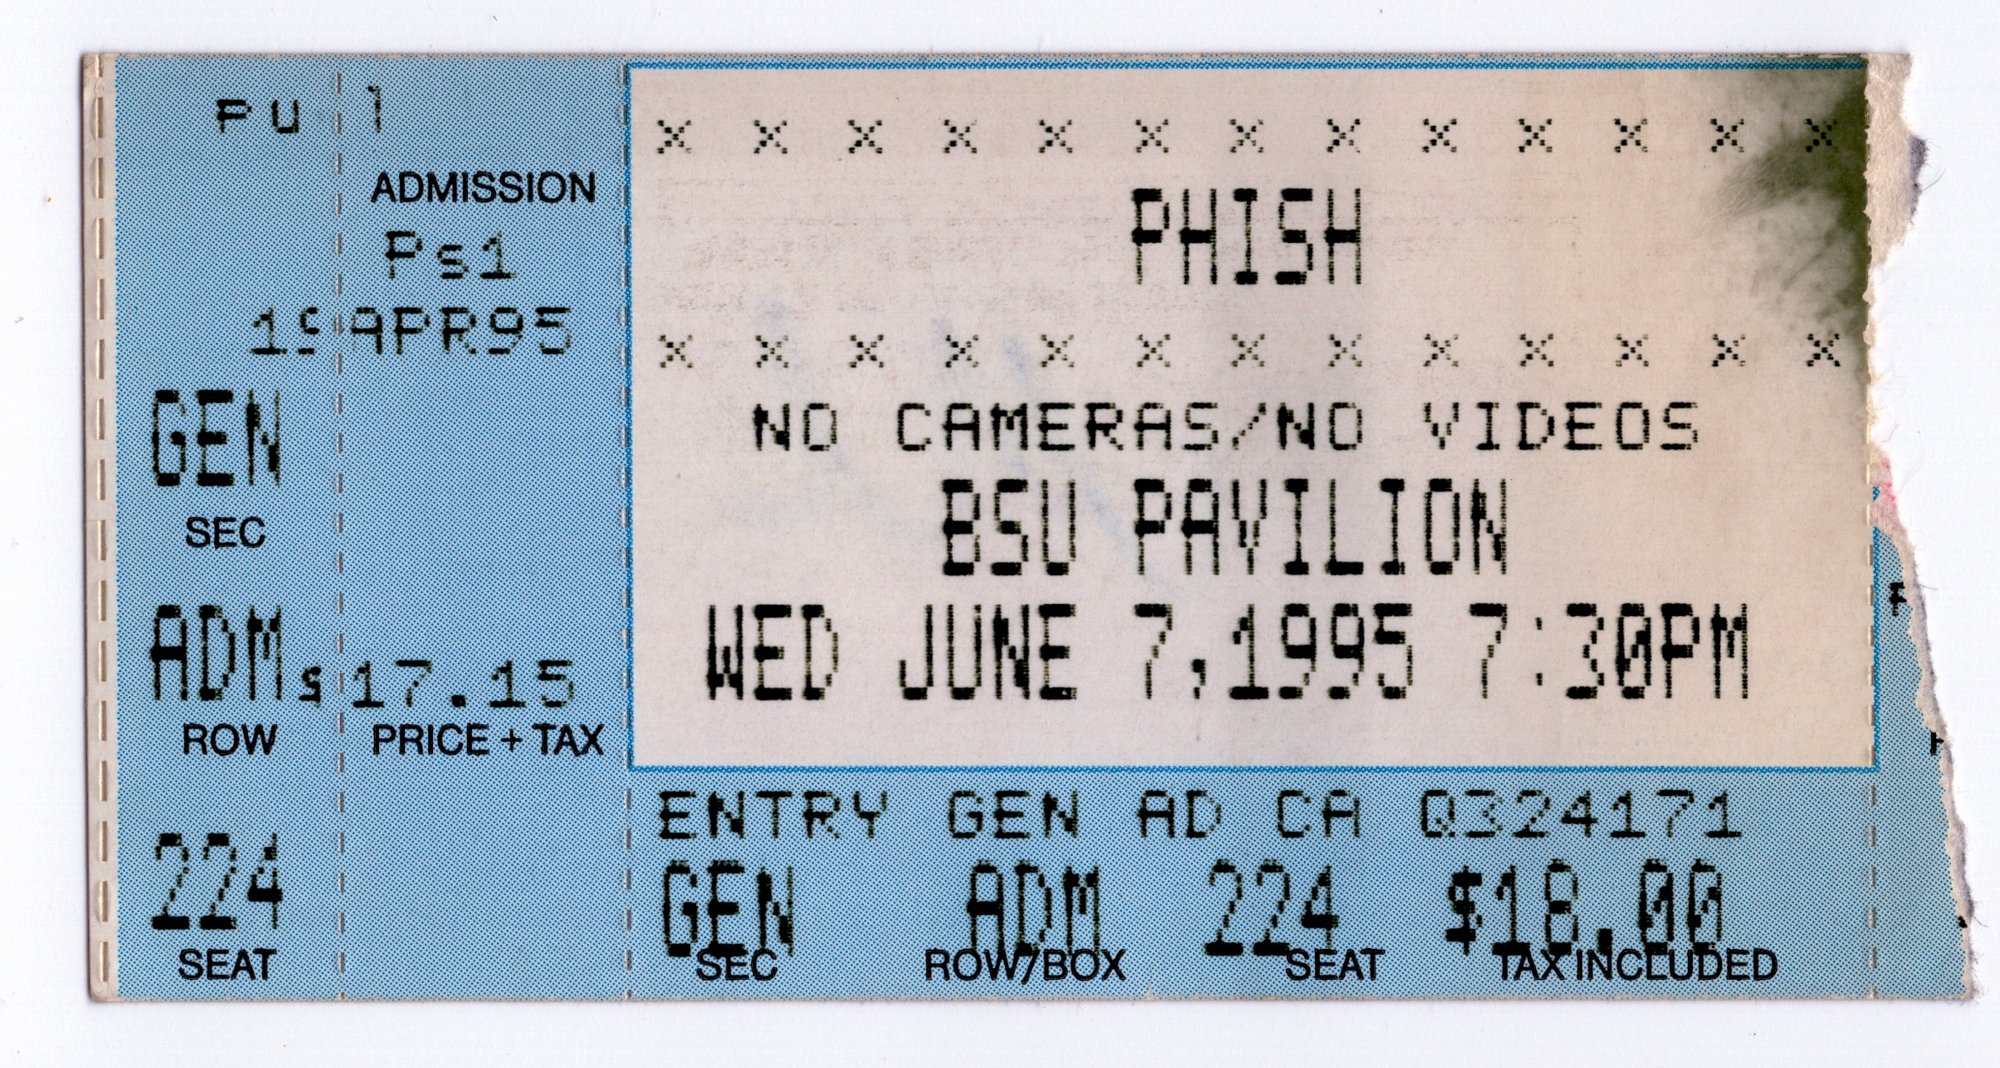 PU 1
ADMISSION
Ps1
19APR95
GEN
SEC
ADM
ROW
$17.15
PRICE + TAX
224
SEAT
x x x x x x x x x x x x x
PHISH
x x x x x x x x x x x x x
NO CAMERAS/NO VIDEOS
BSU PAVILION
WED JUNE 7,1995 7:30PM
ENTRY GEN AD CA Q324171
GEN ADM 224 $18.00
SEC ROW/BOX SEAT TAX INCLUDED